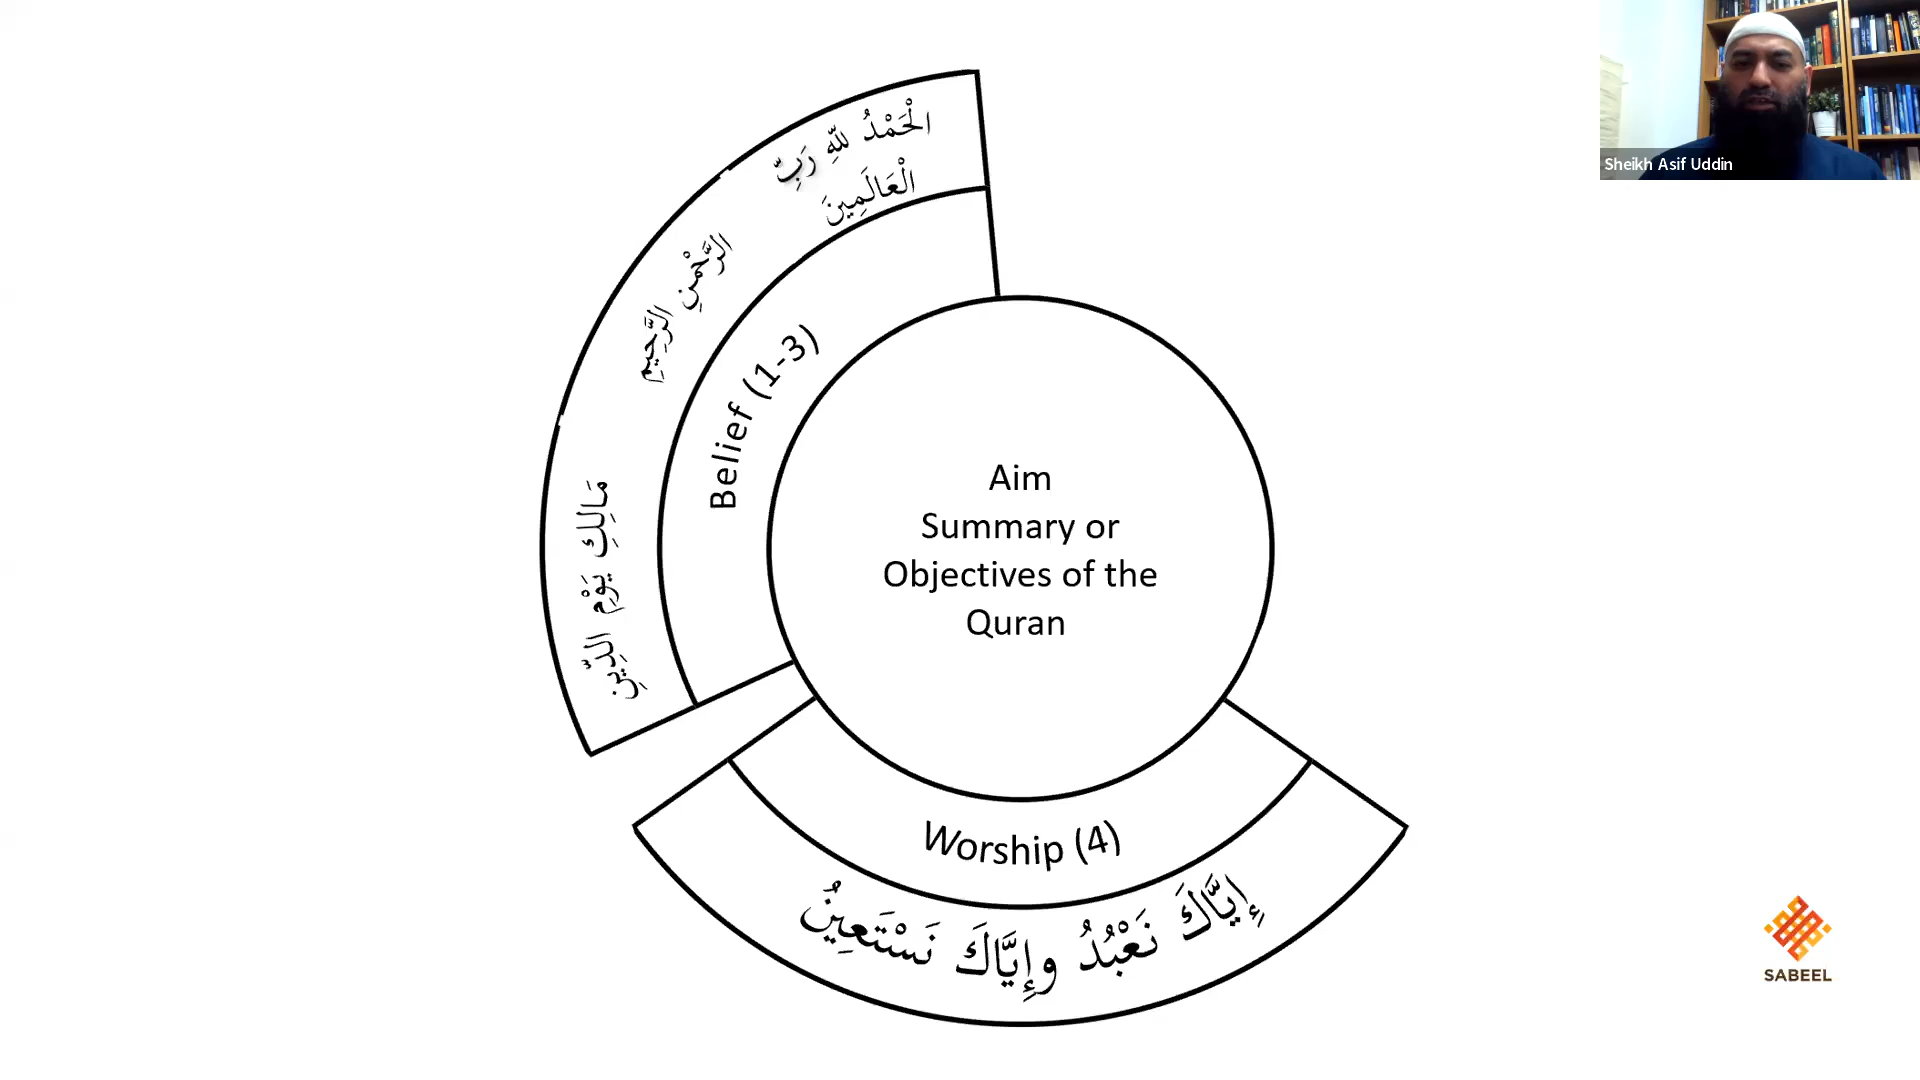 الْحَمْدُ لِلَّهِ رَبِّ
الْعَالَمِينَ
الرَّحْمٰنِ الرَّحِيمِ
مَالِكِ يَوْمِ الدِّينِ
Belief (1-3)
Aim
Summary or
Objectives of the
Quran
Worship (4)
إِيَّاكَ نَعْبُدُ وإِيَّاكَ نَسْتَعِينُ
Sheikh Asif Uddin
SABEEL